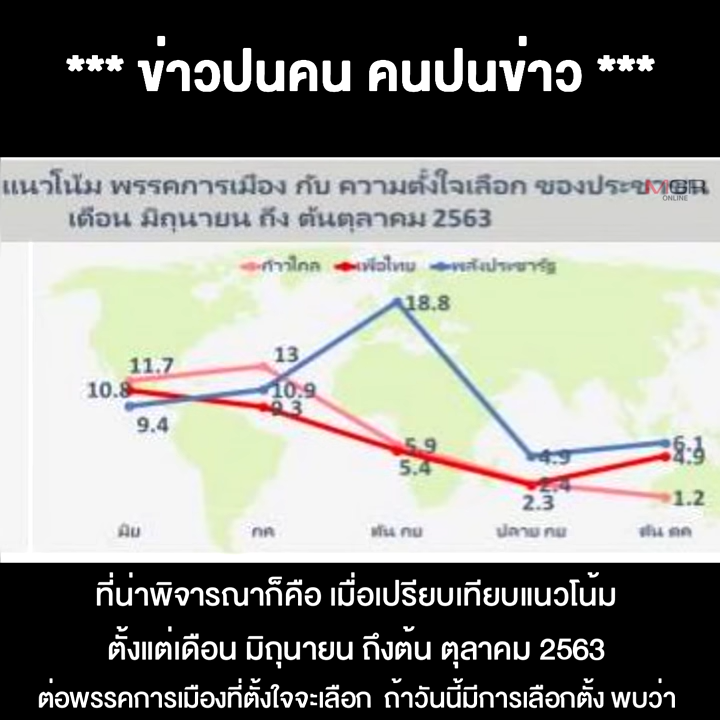 *** ข่าวปนคน คนปนข่าว ***
แนวโน้ม พรรคการเมือง กับ ความตั้งใจเลือก ของประชาชน
MGR
ONLINE
เดือน มิถุนายน ถึง ต้นตุลาคม 2563
ก้าวไกล เพื่อไทย พลังประชารัฐ
18.8
11.7 13
10.8 10.9
9.3
9.4
5.9
5.4
4.9 6.1
4.9
2.4
2.3 1.2
มิย กค ต้น กย ปลาย กย ต้น ตค
ที่น่าพิจารณาก็คือ เมื่อเปรียบเทียบแนวโน้ม
ตั้งแต่เดือน มิถุนายน ถึงต้น ตุลาคม 2563
ต่อพรรคการเมืองที่ตั้งใจจะเลือก ถ้าวันนี้มีการเลือกตั้ง พบว่า